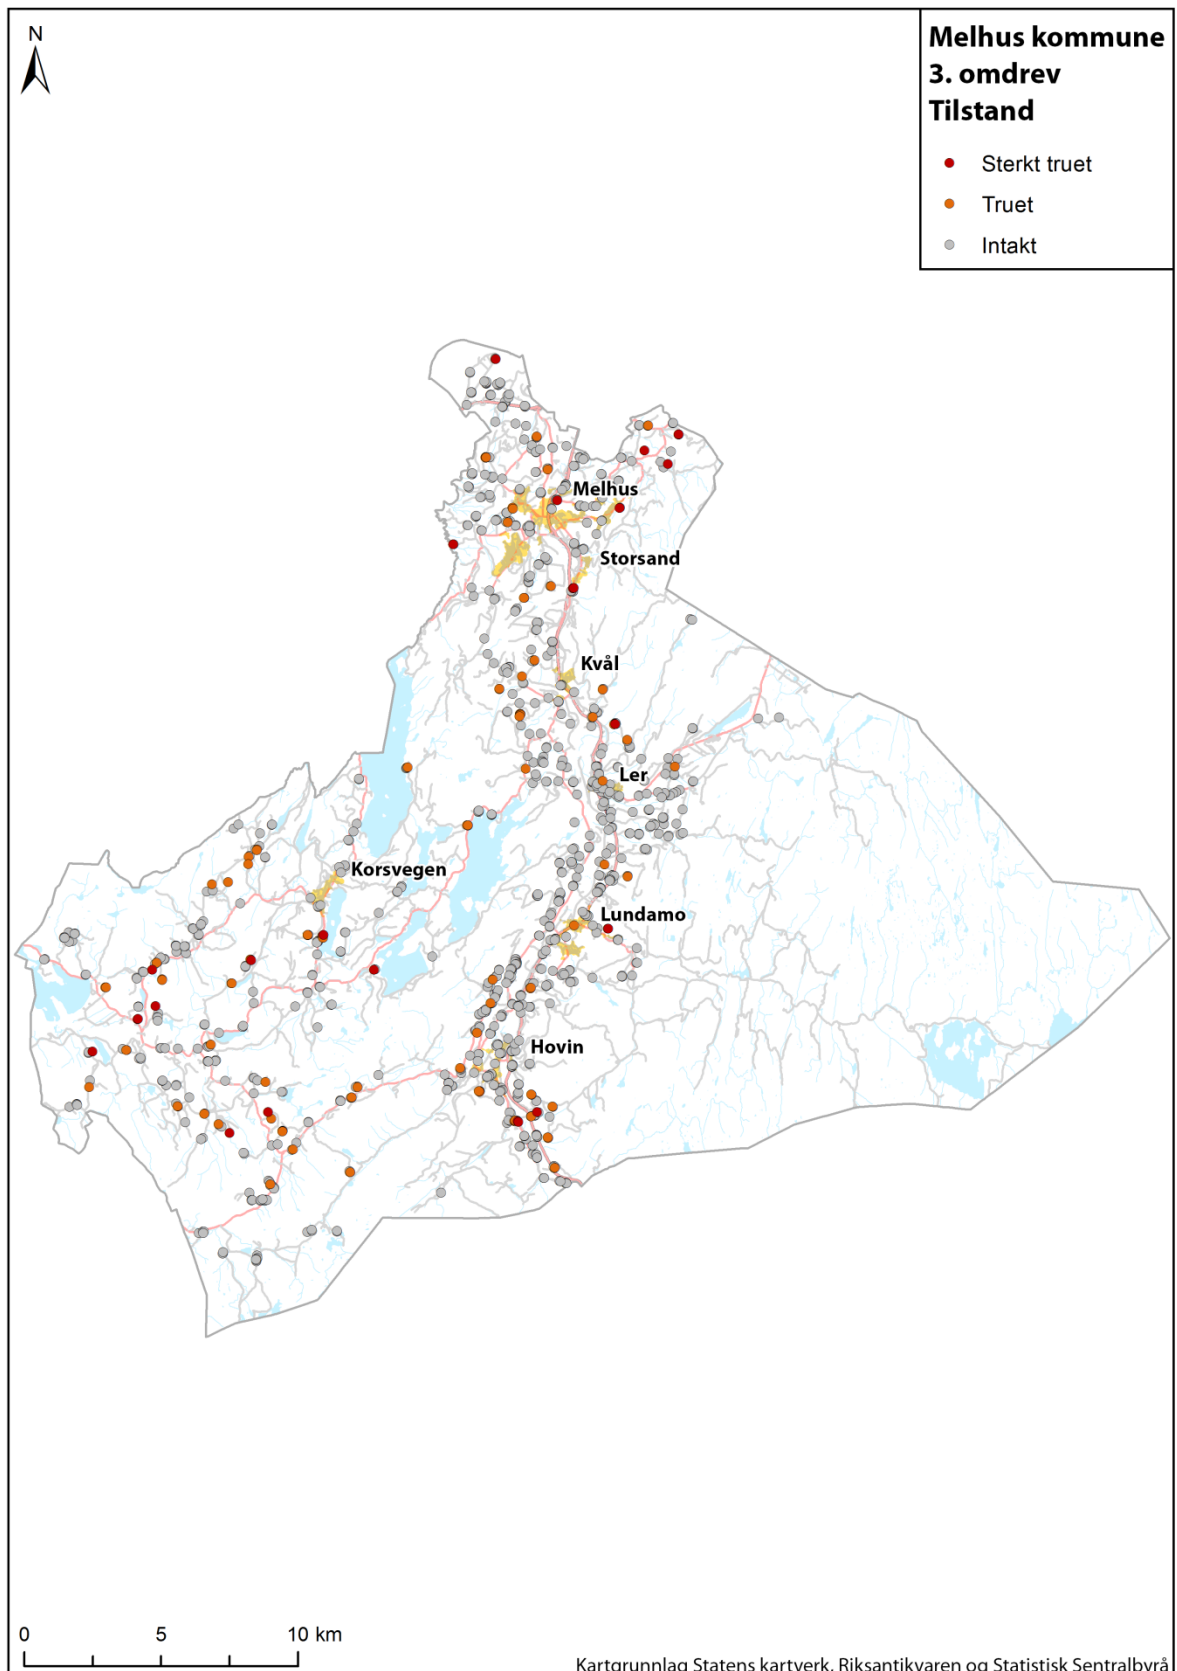 N
Melhus kommune
3. omdrev
Tilstand
Sterkt truet
Truet
Intakt
Melhus
Storsand
Kvål
Ler
Korsvegen
Lundamo
Hovin
0 5 10 km
Kartgrunnlag Statens kartverk, Riksantikvaren og Statistisk Sentralbyrå